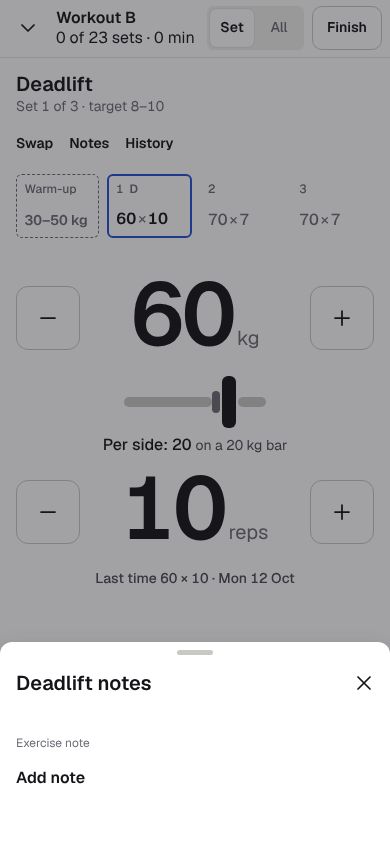 Workout B
0 of 23 sets · 0 min
Set
All
Finish
Deadlift
Set 1 of 3 · target 8–10
Swap
Notes
History
Warm-up
30–50 kg
1 D
60×10
2
70×7
3
70×7
−
60 kg
+
Per side: 20 on a 20 kg bar
−
10 reps
+
Last time 60 × 10 · Mon 12 Oct
Deadlift notes
Exercise note
Add note